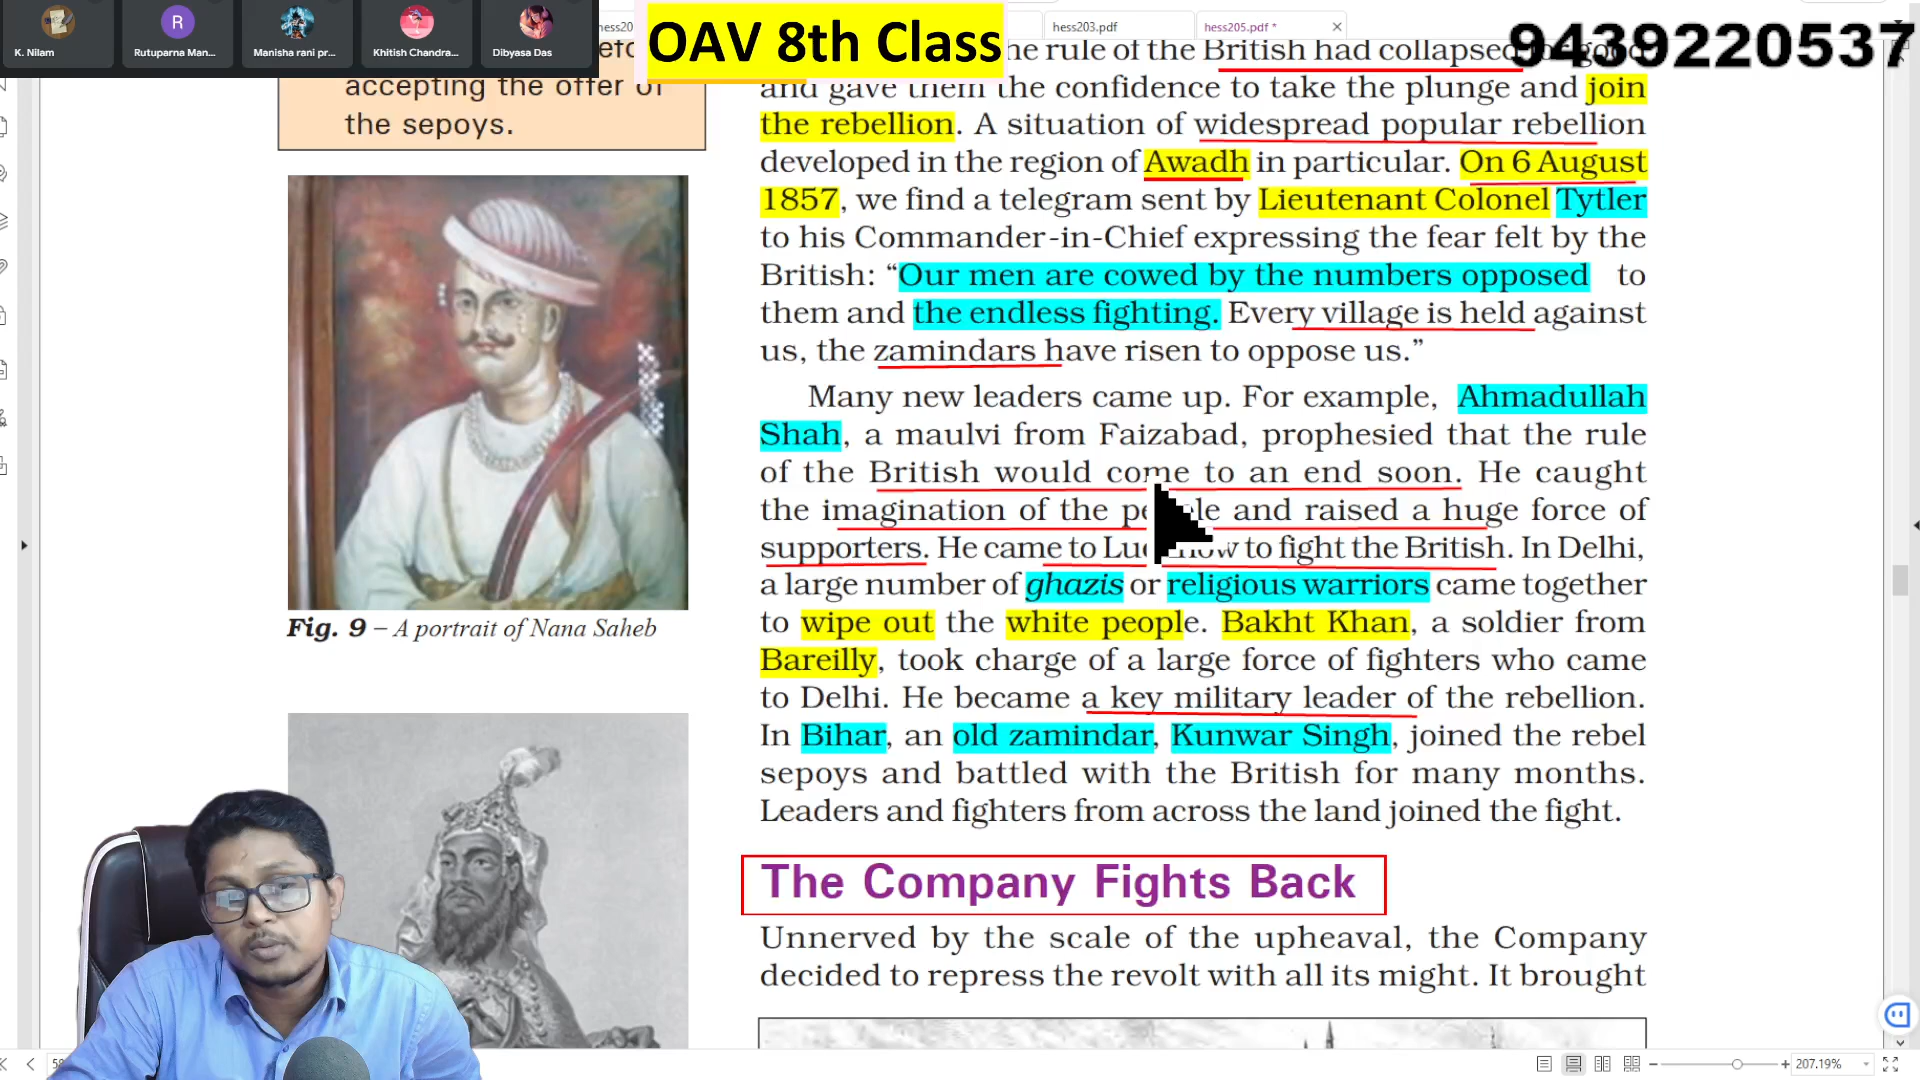 K. Nilam
R
Rutuparna Man...
Manisha rani pr...
Khitish Chandra...
Dibyasa Das
OAV 8th Class
hess203.pdf
hess205.pdf *
9439220537
accepting the offer of
the sepoys.
Fig. 9 – A portrait of Nana Saheb
he rule of the British had collapsed for good
and gave them the confidence to take the plunge and join
the rebellion. A situation of widespread popular rebellion
developed in the region of Awadh in particular. On 6 August
1857, we find a telegram sent by Lieutenant Colonel Tytler
to his Commander-in-Chief expressing the fear felt by the
British: “Our men are cowed by the numbers opposed to
them and the endless fighting. Every village is held against
us, the zamindars have risen to oppose us.”
Many new leaders came up. For example, Ahmadullah
Shah, a maulvi from Faizabad, prophesied that the rule
of the British would come to an end soon. He caught
the imagination of the people and raised a huge force of
supporters. He came to Lucknow to fight the British. In Delhi,
a large number of ghazis or religious warriors came together
to wipe out the white people. Bakht Khan, a soldier from
Bareilly, took charge of a large force of fighters who came
to Delhi. He became a key military leader of the rebellion.
In Bihar, an old zamindar, Kunwar Singh, joined the rebel
sepoys and battled with the British for many months.
Leaders and fighters from across the land joined the fight.
The Company Fights Back
Unnerved by the scale of the upheaval, the Company
decided to repress the revolt with all its might. It brought
207.19%